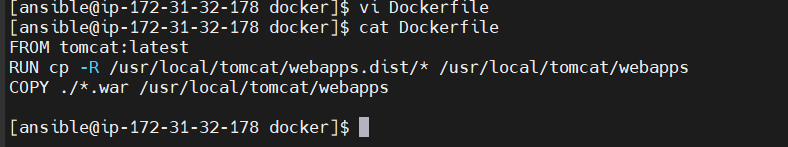 [ansible@ip-172-31-32-178 docker]$ vi Dockerfile
[ansible@ip-172-31-32-178 docker]$ cat Dockerfile
FROM tomcat:latest
RUN cp -R /usr/local/tomcat/webapps.dist/* /usr/local/tomcat/webapps
COPY ./*.war /usr/local/tomcat/webapps
[ansible@ip-172-31-32-178 docker]$